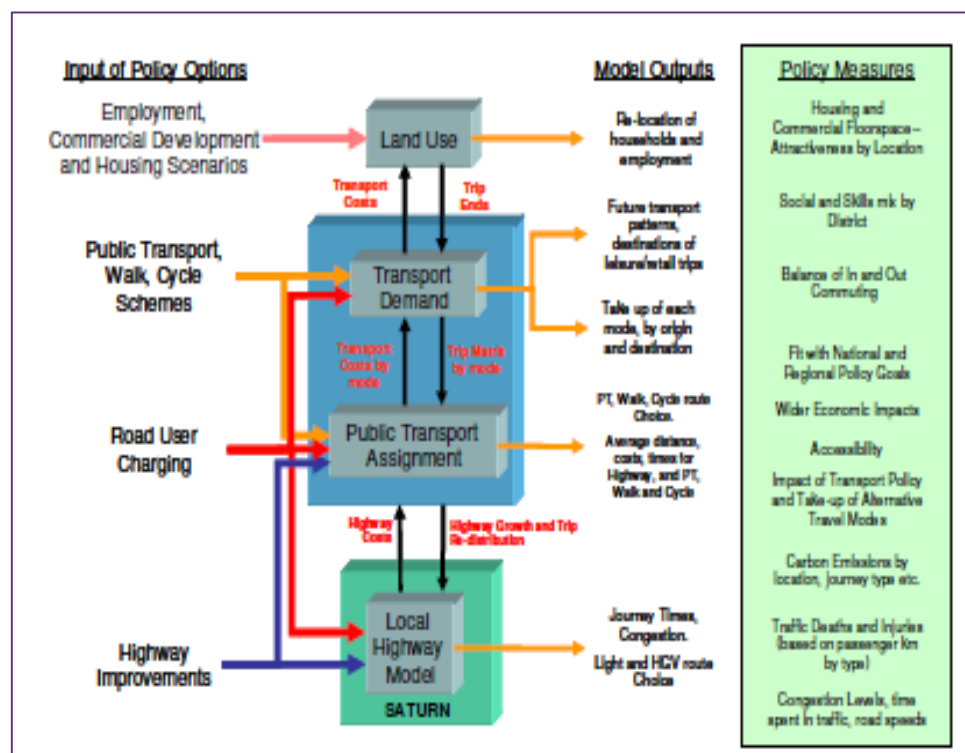 Input of Policy Options
Employment,
Commercial Development
and Housing Scenarios
Public Transport,
Walk, Cycle
Schemes
Road User
Charging
Highway
Improvements
Land Use
Transport
Costs
Trip
Ends
Transport
Demand
Transport
Costs by
mode
Trip Matrix
by mode
Public Transport
Assignment
Highway
Costs
Highway Growth and Trip
Re-distribution
Local
Highway
Model
SATURN
Model Outputs
Re-location of
households and
employment
Future transport
patterns,
destinations of
leisure/retail trips
Take up of each
mode, by origin
and destination
PT, Walk, Cycle route
Choice.
Average distance,
costs, times for
Highway, and PT,
Walk and Cycle
Journey Times,
Congestion.
Light and HGV route
Choice
Policy Measures
Housing and
Commercial Floorspace–
Attractiveness by Location
Social and Skills mix by
District
Balance of In and Out
Commuting
Fit with National and
Regional Policy Goals
Wider Economic Impacts
Accessibility
Impact of Transport Policy
and Take-up of Alternative
Travel Modes
Carbon Emissions by
location, journey type etc.
Traffic Deaths and Injuries
(based on passenger km
by type)
Congestion Levels, time
spent in traffic, road speeds